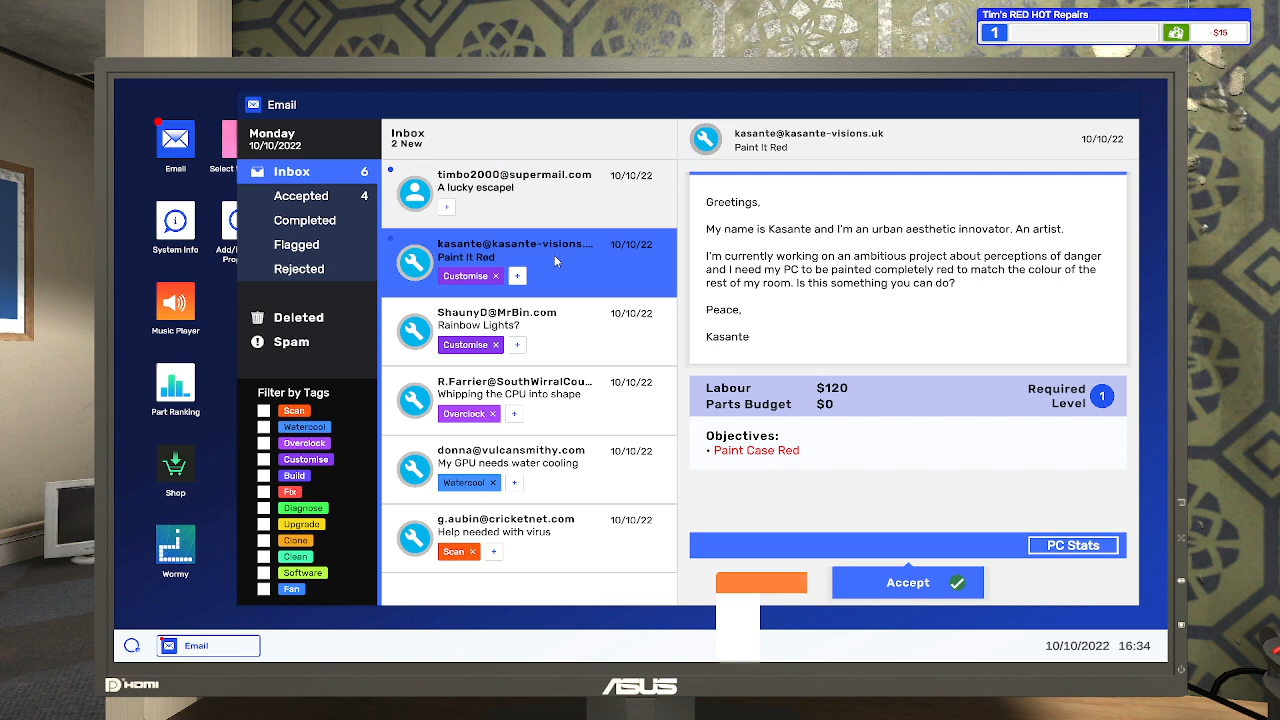 Tim's RED HOT Repairs
1
-$15
Email
Monday
10/10/2022
Inbox 6
Accepted 4
Completed
Flagged
Rejected
Deleted
Spam
Filter by Tags
Scan
Watercool
Overclock
Customise
Build
Fix
Diagnose
Upgrade
Clone
Clean
Software
Fan
Email
System Info
Music Player
Part Ranking
Shop
Wormy
Inbox
2 New
timbo2000@supermail.com 10/10/22
A lucky escape!
+
kasante@kasante-visions.... 10/10/22
Paint It Red
Customise × +
ShaunyD@MrBin.com 10/10/22
Rainbow Lights?
Customise × +
R.Farrier@SouthWirralCou... 10/10/22
Whipping the CPU into shape
Overclock × +
donna@vulcansmithy.com 10/10/22
My GPU needs water cooling
Watercool × +
g.aubin@cricketnet.com 10/10/22
Help needed with virus
Scan × +
kasante@kasante-visions.uk 10/10/22
Paint It Red
Greetings,
My name is Kasante and I'm an urban aesthetic innovator. An artist.
I'm currently working on an ambitious project about perceptions of danger
and I need my PC to be painted completely red to match the colour of the
rest of my room. Is this something you can do?
Peace,
Kasante
Labour $120
Parts Budget $0
Required
Level 1
Objectives:
• Paint Case Red
PC Stats
Accept
Email
10/10/2022 16:34
HDMI
ASUS